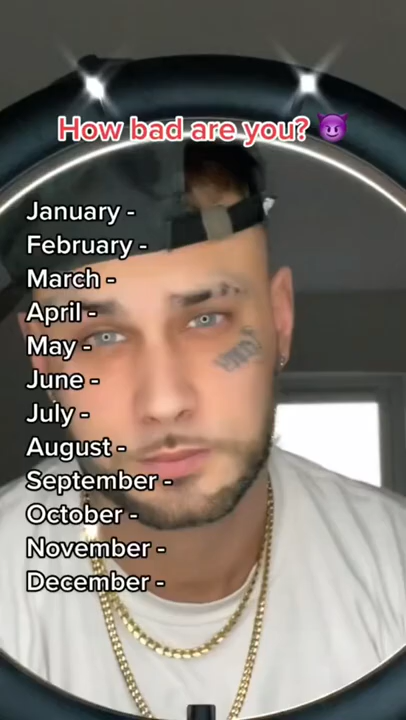 How bad are you? 😈
January -
February -
March -
April -
May -
June -
July -
August -
September -
October -
November -
December -